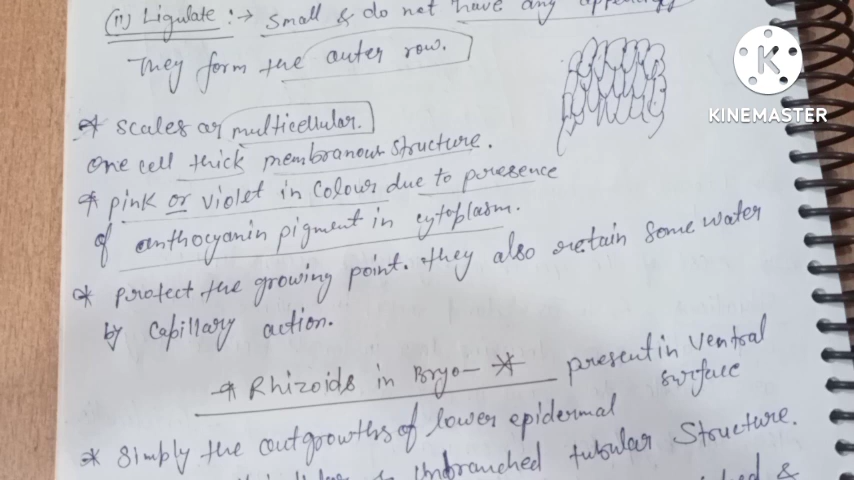 (ii) Ligulate :→ Small & do not have any appendage
They form the outer row.
* scales are multicellular.
one cell thick membranous structure.
* pink or violet in colour due to presence
of anthocyanin pigment in cytoplasm.
* protect the growing point. they also retain some water
by capillary action.
* Rhizoids in Bryo- * present in ventral
surface
* simply the outgrowths of lower epidermal
& Unbranched tubular structure.
&
KINEMASTER